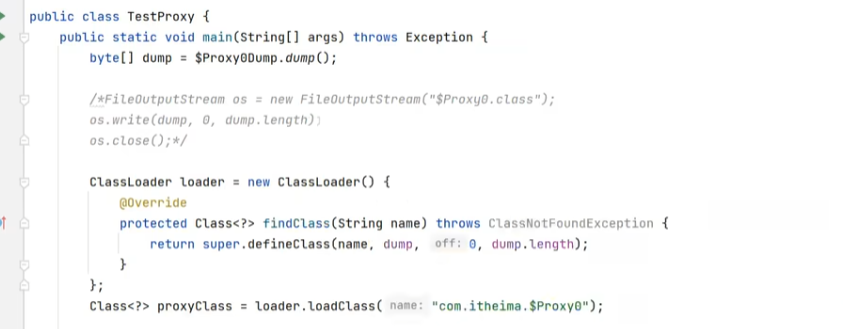 public class TestProxy {
public static void main(String[] args) throws Exception {
byte[] dump = $Proxy0Dump.dump();
/*FileOutputStream os = new FileOutputStream("$Proxy0.class");
os.write(dump, 0, dump.length);
os.close();*/
ClassLoader loader = new ClassLoader() {
@Override
protected Class<?> findClass(String name) throws ClassNotFoundException {
return super.defineClass(name, dump, off: 0, dump.length);
}
};
Class<?> proxyClass = loader.loadClass( name: "com.itheima.$Proxy0");